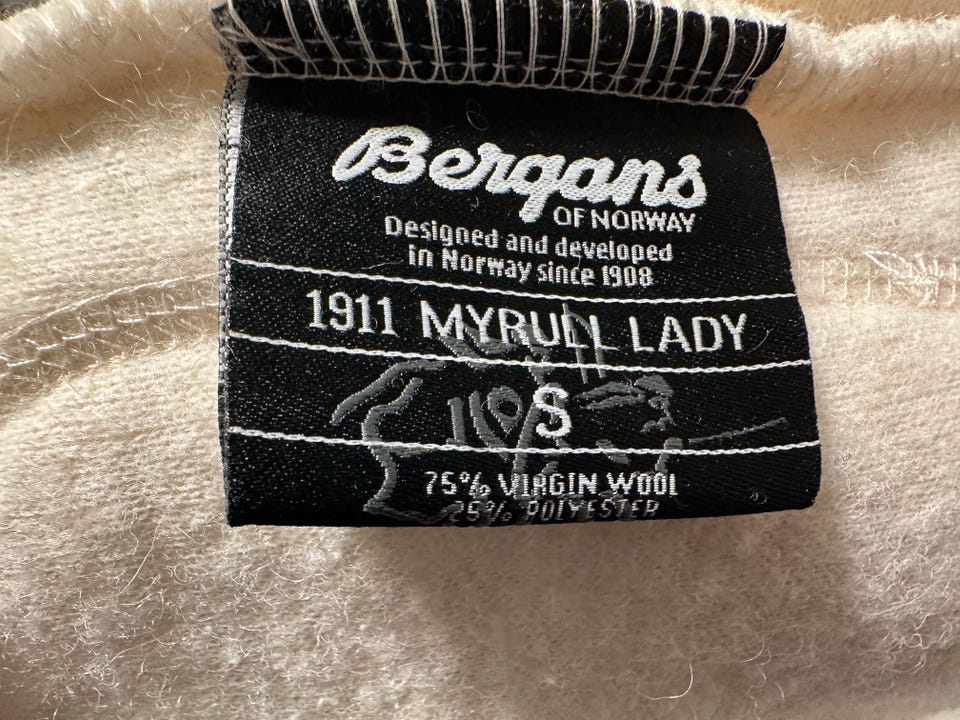 Bergans
OF NORWAY
Designed and developed
in Norway since 1908
1911 MYRULL LADY
S
75% VIRGIN WOOL
25% POLYESTER